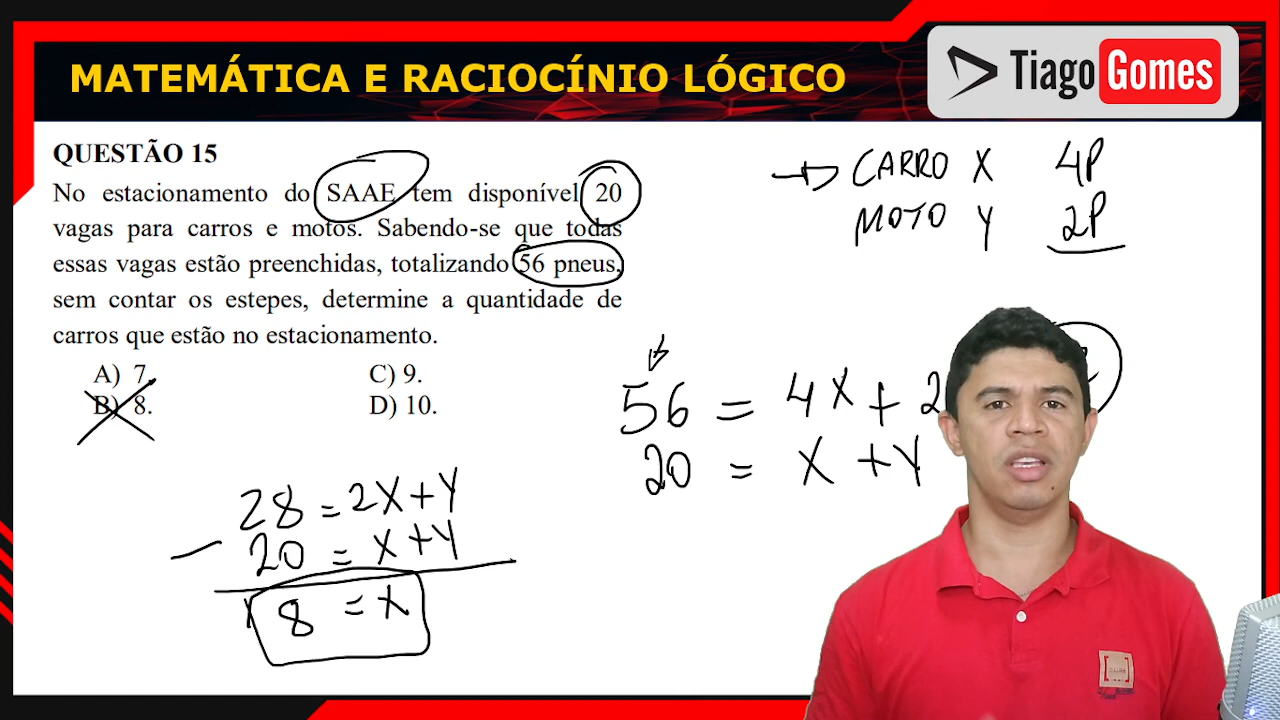 MATEMÁTICA E RACIOCÍNIO LÓGICO
Tiago Gomes
QUESTÃO 15
No estacionamento do SAAE tem disponível 20
vagas para carros e motos. Sabendo-se que todas
essas vagas estão preenchidas, totalizando 56 pneus,
sem contar os estepes, determine a quantidade de
carros que estão no estacionamento.
A) 7.
B) 8.
C) 9.
D) 10.
CARRO X 4P
MOTO Y 2P
56 = 4X + 2
20 = X + Y
28 = 2X + Y
20 = X + Y
8 = X